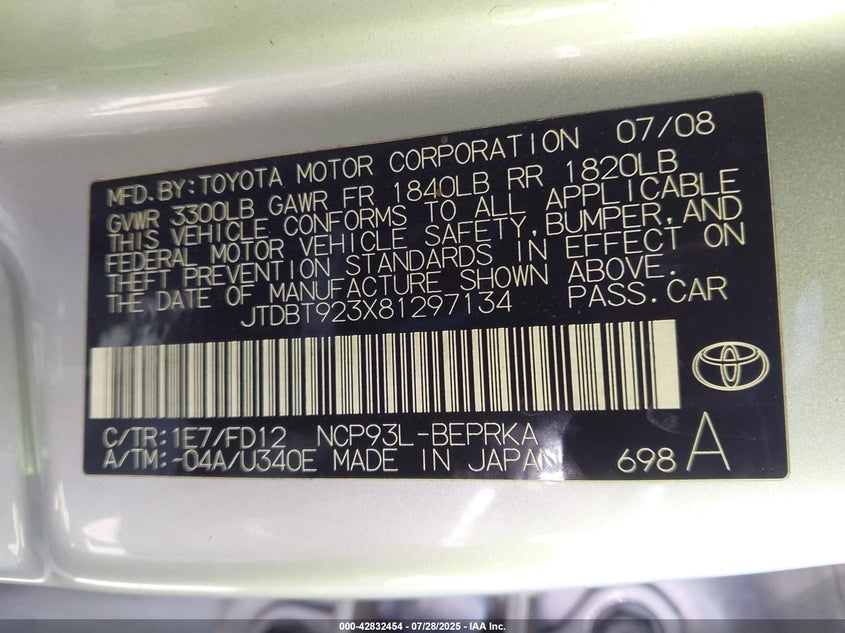 MFD.BY:TOYOTA MOTOR CORPORATION 07/08
GVWR 3300LB GAWR FR 1840LB RR 1820LB
THIS VEHICLE CONFORMS TO ALL APPLICABLE
FEDERAL MOTOR VEHICLE SAFETY,BUMPER,AND
THEFT PREVENTION STANDARDS IN EFFECT ON
THE DATE OF MANUFACTURE SHOWN ABOVE.
JTDBT923X81297134 PASS.CAR
C/TR:1E7/FD12 NCP93L-BEPRKA
A/TM:-04A/U340E MADE IN JAPAN 698 A
000-42832454 | 07/28/2025 | IAA Inc.